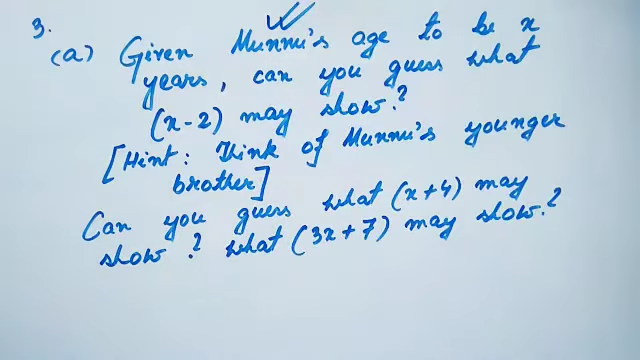 3.
(a) Given Munnu's age to be x
years, can you guess what
(x-2) may show?
[Hint: Think of Munnu's younger
brother]
Can you guess what (x+4) may
show? what (3x+7) may show?